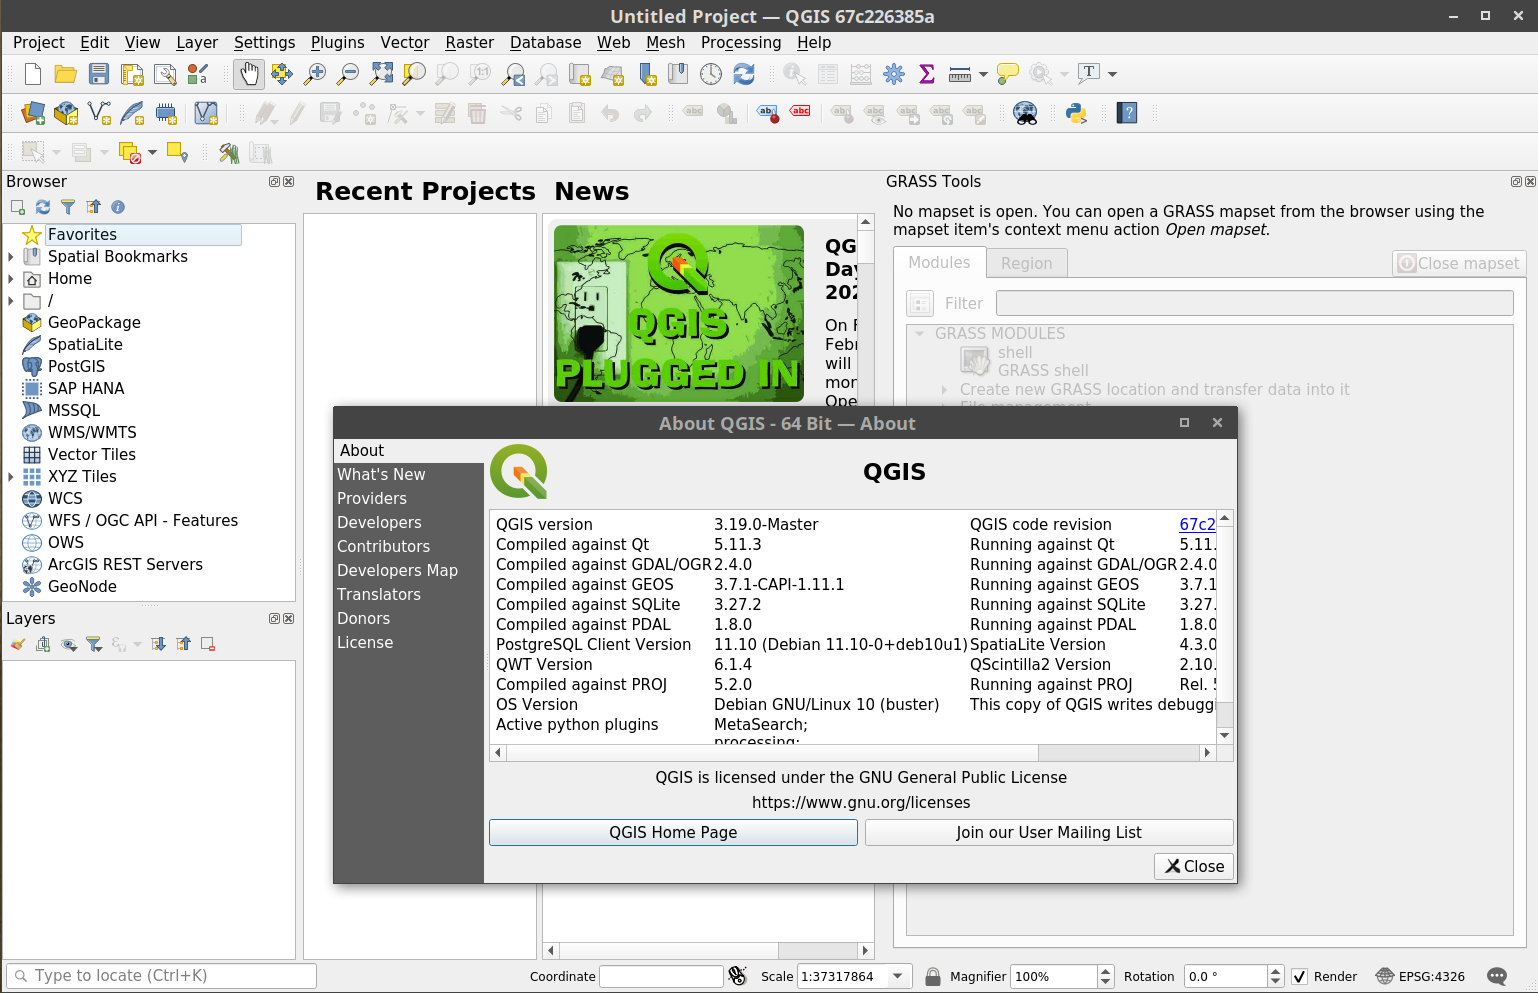 Untitled Project — QGIS 67c226385a
Project Edit View Layer Settings Plugins Vector Raster Database Web Mesh Processing Help
Browser
Favorites
Spatial Bookmarks
Home
/
GeoPackage
SpatiaLite
PostGIS
SAP HANA
MSSQL
WMS/WMTS
Vector Tiles
XYZ Tiles
WCS
WFS / OGC API - Features
OWS
ArcGIS REST Servers
GeoNode
Layers
Recent Projects
News
QGIS
PLUGGED IN
QG
Day
202
On F
Febr
will
mor
Ope
GRASS Tools
No mapset is open. You can open a GRASS mapset from the browser using the
mapset item's context menu action Open mapset.
Modules Region Close mapset
Filter
GRASS MODULES
shell
GRASS shell
Create new GRASS location and transfer data into it
File management
About QGIS - 64 Bit — About
About
What's New
Providers
Developers
Contributors
Developers Map
Translators
Donors
License
QGIS
QGIS version 3.19.0-Master QGIS code revision 67c2
Compiled against Qt 5.11.3 Running against Qt 5.11.
Compiled against GDAL/OGR 2.4.0 Running against GDAL/OGR 2.4.0
Compiled against GEOS 3.7.1-CAPI-1.11.1 Running against GEOS 3.7.1
Compiled against SQLite 3.27.2 Running against SQLite 3.27.
Compiled against PDAL 1.8.0 Running against PDAL 1.8.0
PostgreSQL Client Version 11.10 (Debian 11.10-0+deb10u1) SpatiaLite Version 4.3.0
QWT Version 6.1.4 QScintilla2 Version 2.10.
Compiled against PROJ 5.2.0 Running against PROJ Rel. 5
OS Version Debian GNU/Linux 10 (buster) This copy of QGIS writes debuggi
Active python plugins MetaSearch;
processing;
QGIS is licensed under the GNU General Public License
https://www.gnu.org/licenses
QGIS Home Page Join our User Mailing List
Close
Type to locate (Ctrl+K) Coordinate Scale 1:37317864 Magnifier 100% Rotation 0.0 ° Render EPSG:4326